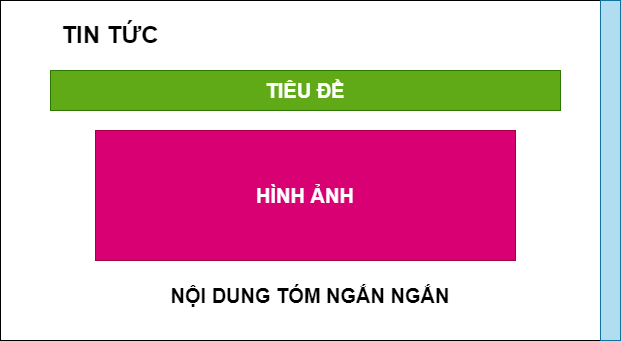 TIN TỨC
TIÊU ĐỀ
HÌNH ẢNH
NỘI DUNG TÓM NGẮN NGẮN